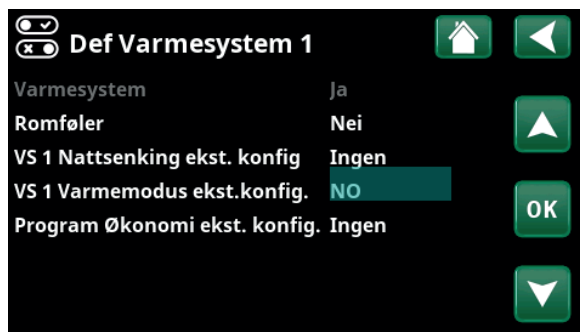 Def Varmesystem 1
Varmesystem Ja
Romføler Nei
VS 1 Nattsenking ekst. konfig Ingen
VS 1 Varmemodus ekst.konfig. NO
OK
Program Økonomi ekst. konfig. Ingen